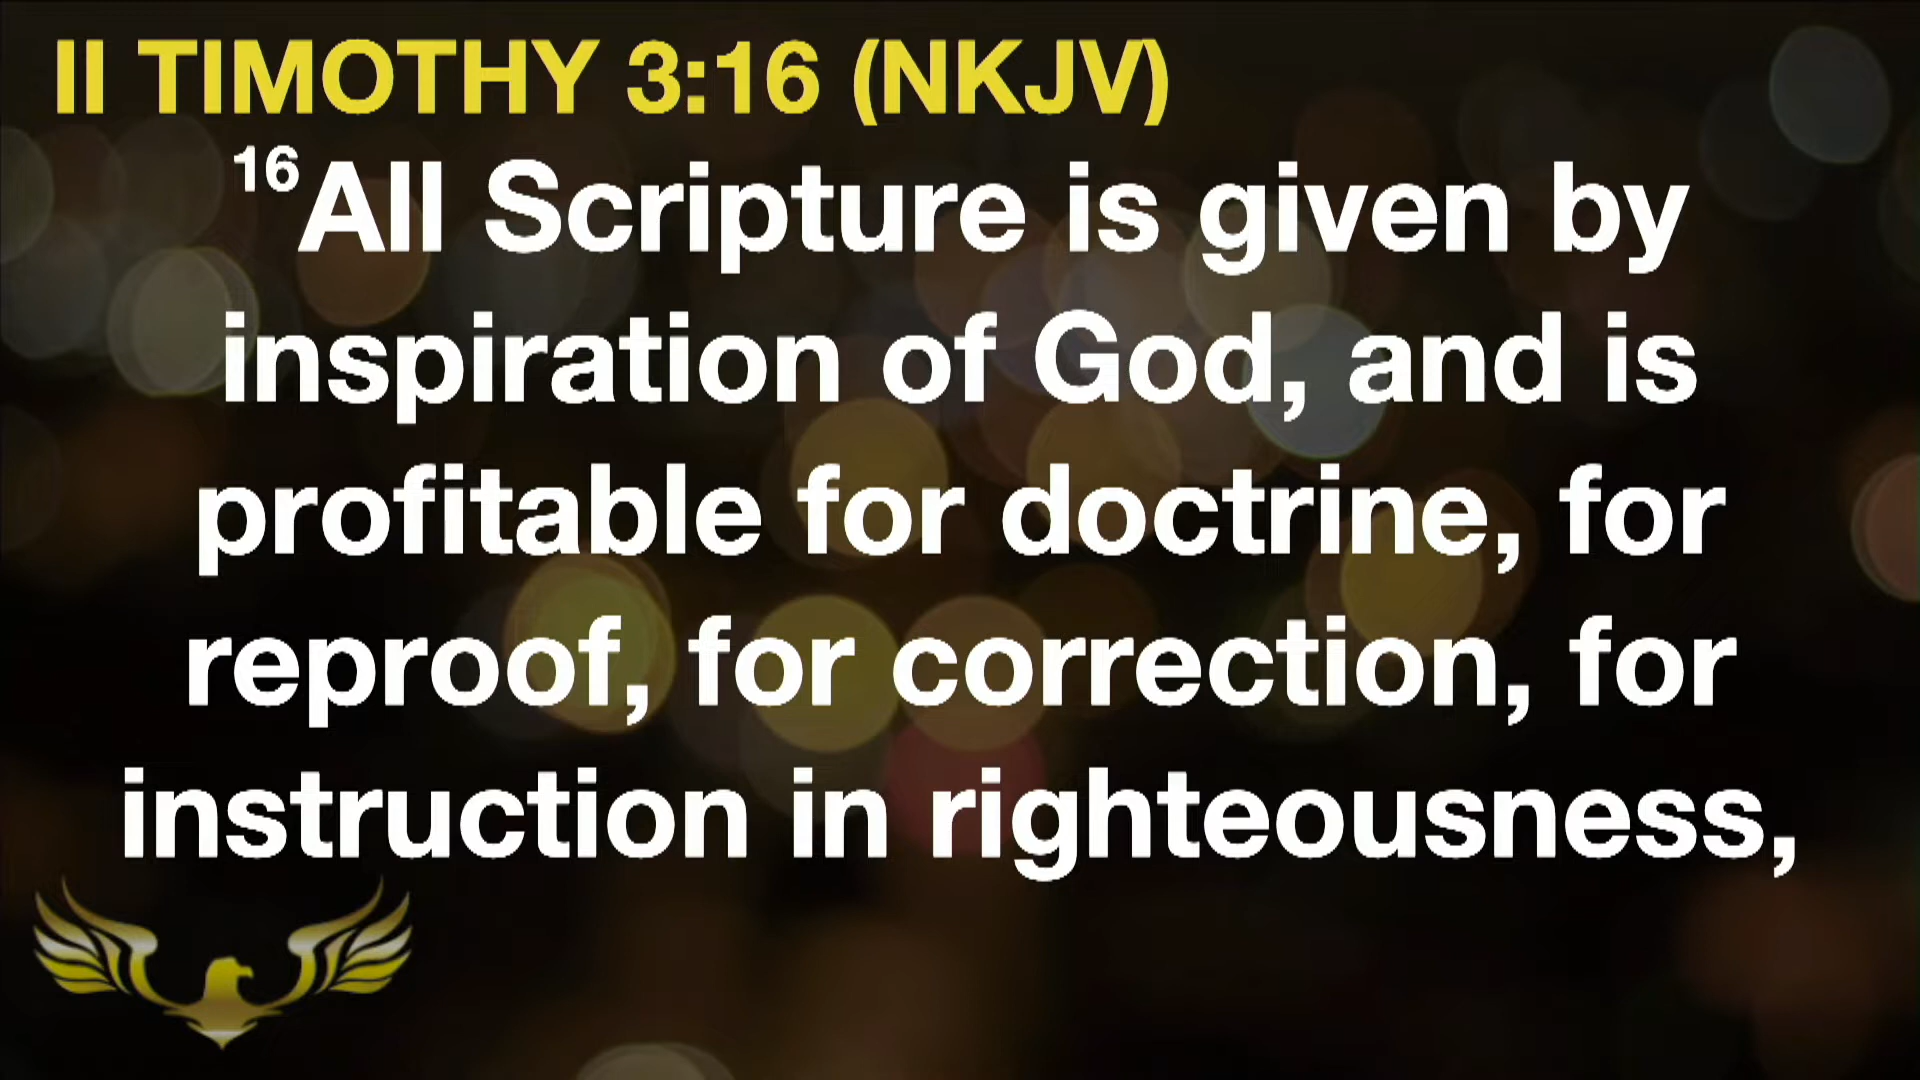 II TIMOTHY 3:16 (NKJV)
16All Scripture is given by
inspiration of God, and is
profitable for doctrine, for
reproof, for correction, for
instruction in righteousness,